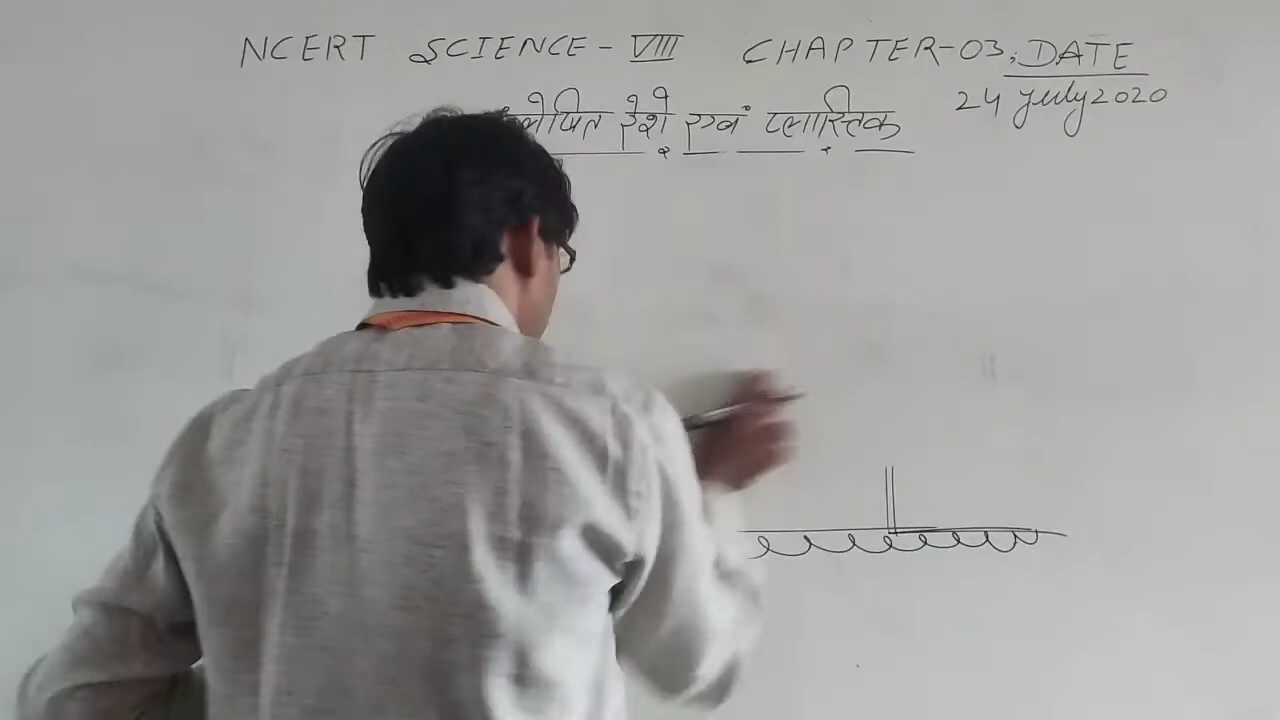 NCERT SCIENCE-VIII CHAPTER-03, DATE
24 July 2020
रेशे एवं प्लास्टिक